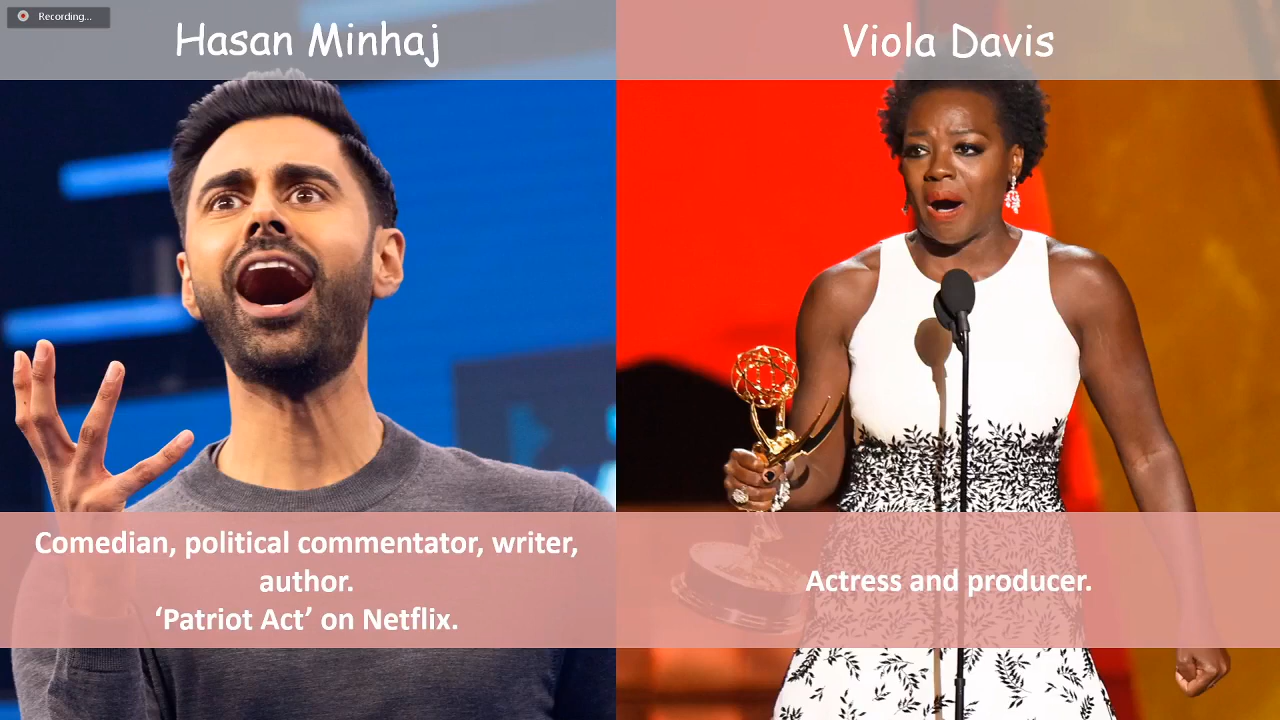 Recording...
Hasan Minhaj
Viola Davis
Comedian, political commentator, writer,
author.
‘Patriot Act’ on Netflix.
Actress and producer.